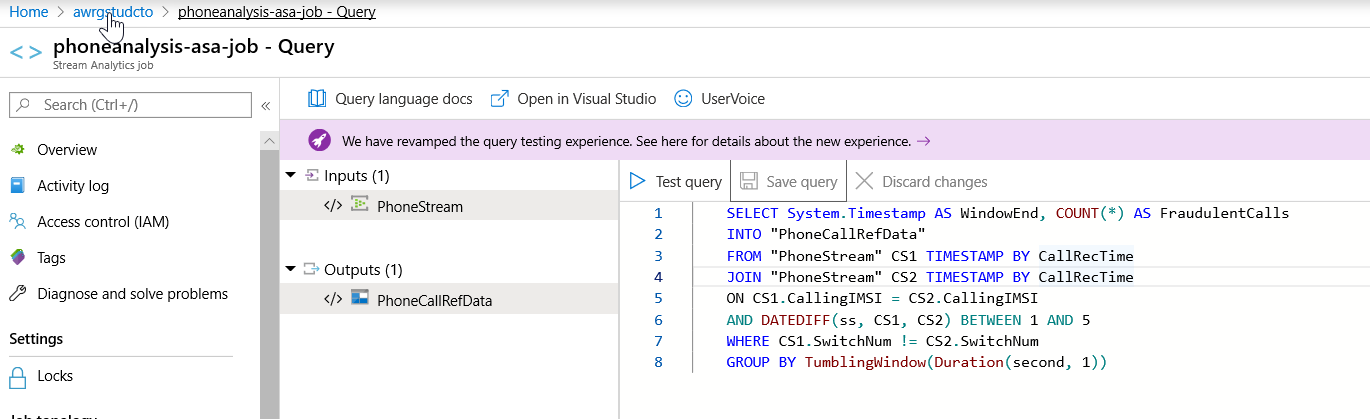 Home > awrgstudcto > phoneanalysis-asa-job - Query
phoneanalysis-asa-job - Query
Stream Analytics job
Search (Ctrl+/)
«
Overview
Activity log
Access control (IAM)
Tags
Diagnose and solve problems
Settings
Locks
Query language docs
Open in Visual Studio
UserVoice
We have revamped the query testing experience. See here for details about the new experience. →
Inputs (1)
</> PhoneStream
Outputs (1)
</> PhoneCallRefData
Test query
Save query
Discard changes
1 SELECT System.Timestamp AS WindowEnd, COUNT(*) AS FraudulentCalls
2 INTO "PhoneCallRefData"
3 FROM "PhoneStream" CS1 TIMESTAMP BY CallRecTime
4 JOIN "PhoneStream" CS2 TIMESTAMP BY CallRecTime
5 ON CS1.CallingIMSI = CS2.CallingIMSI
6 AND DATEDIFF(ss, CS1, CS2) BETWEEN 1 AND 5
7 WHERE CS1.SwitchNum != CS2.SwitchNum
8 GROUP BY TumblingWindow(Duration(second, 1))